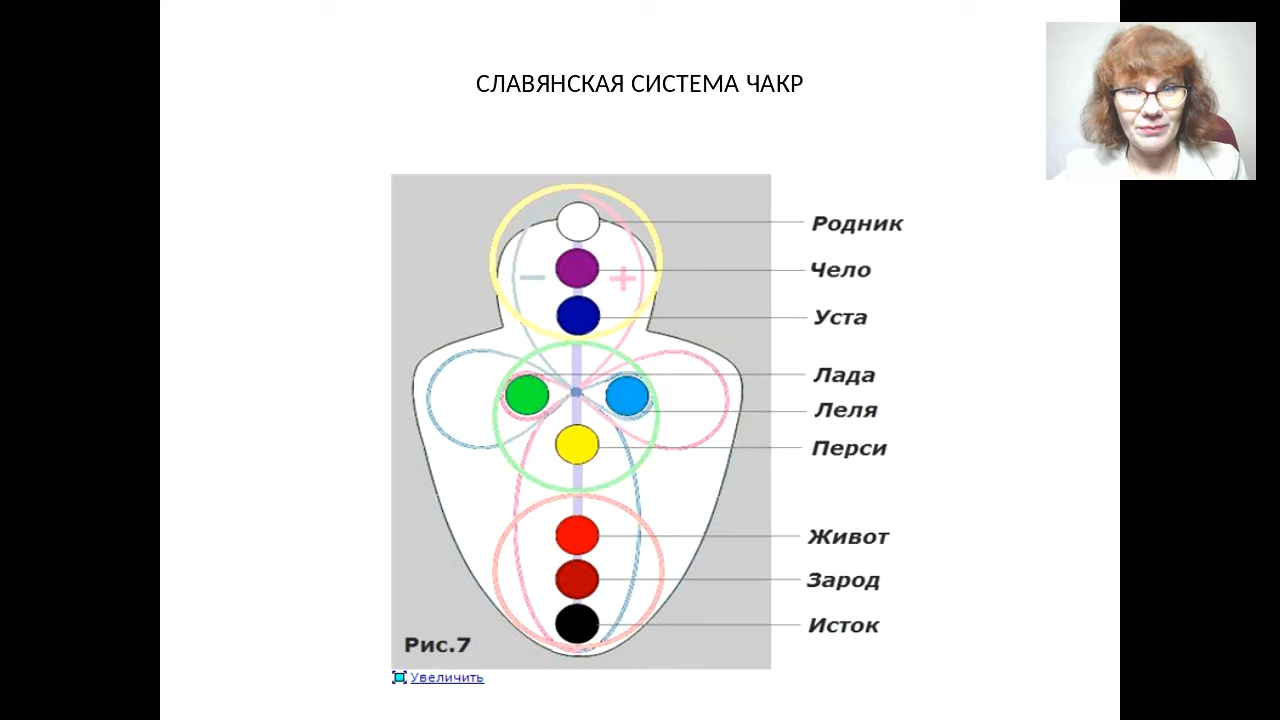 СЛАВЯНСКАЯ СИСТЕМА ЧАКР
Родник
Чело
Уста
Лада
Леля
Перси
Живот
Зарод
Исток
Рис.7
Увеличить